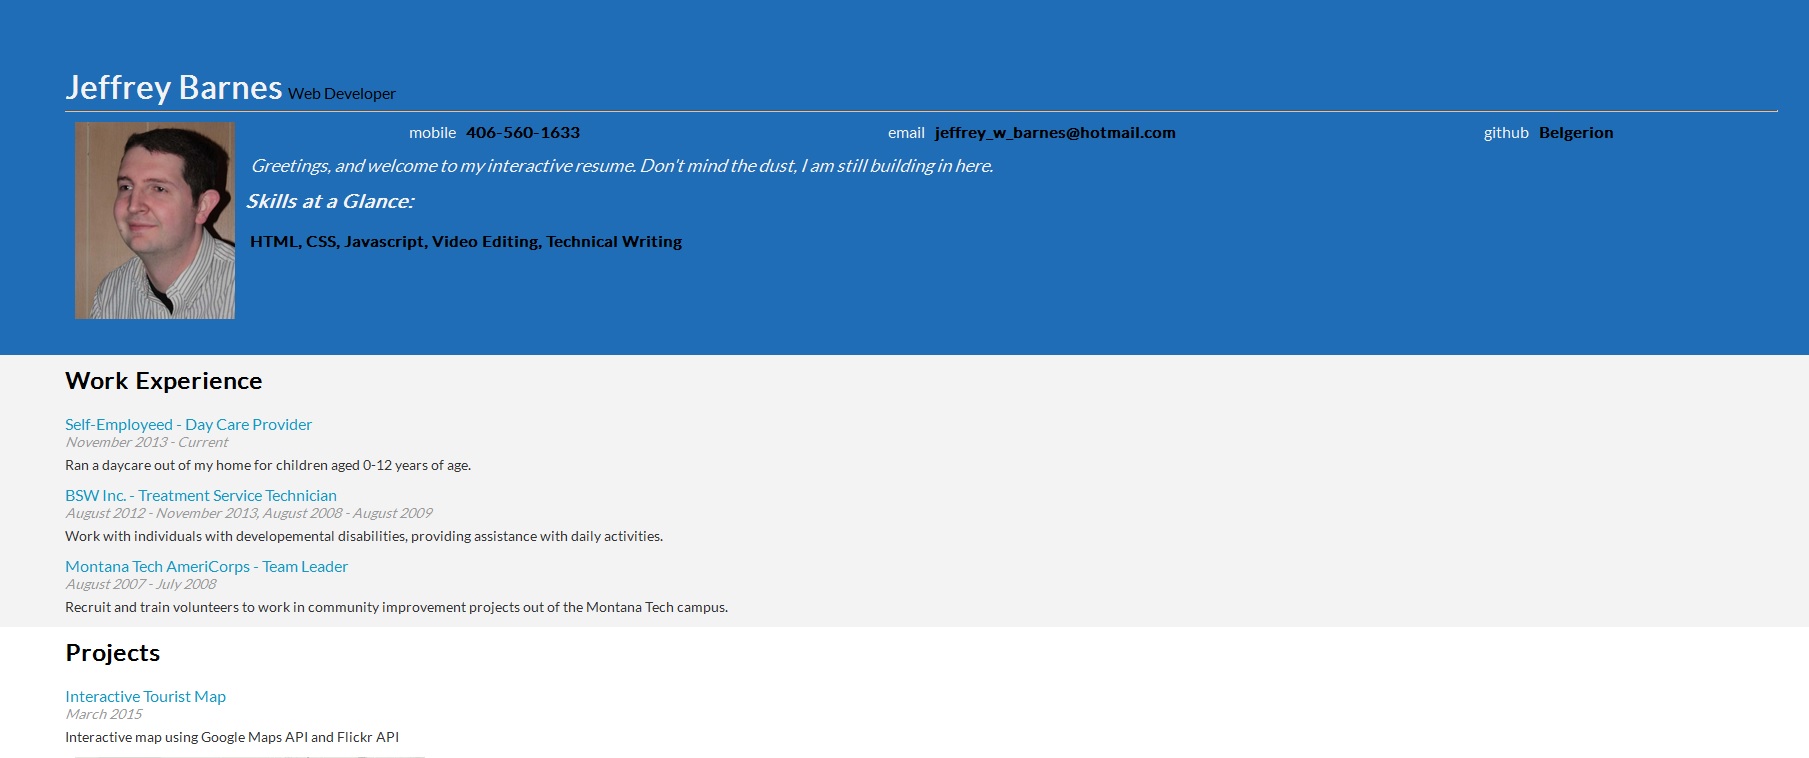 Jeffrey Barnes Web Developer
mobile 406-560-1633 email jeffrey_w_barnes@hotmail.com github Belgerion
Greetings, and welcome to my interactive resume. Don't mind the dust, I am still building in here.
Skills at a Glance:
HTML, CSS, Javascript, Video Editing, Technical Writing
Work Experience
Self-Employeed - Day Care Provider
November 2013 - Current
Ran a daycare out of my home for children aged 0-12 years of age.
BSW Inc. - Treatment Service Technician
August 2012 - November 2013, August 2008 - August 2009
Work with individuals with developemental disabilities, providing assistance with daily activities.
Montana Tech AmeriCorps - Team Leader
August 2007 - July 2008
Recruit and train volunteers to work in community improvement projects out of the Montana Tech campus.
Projects
Interactive Tourist Map
March 2015
Interactive map using Google Maps API and Flickr API